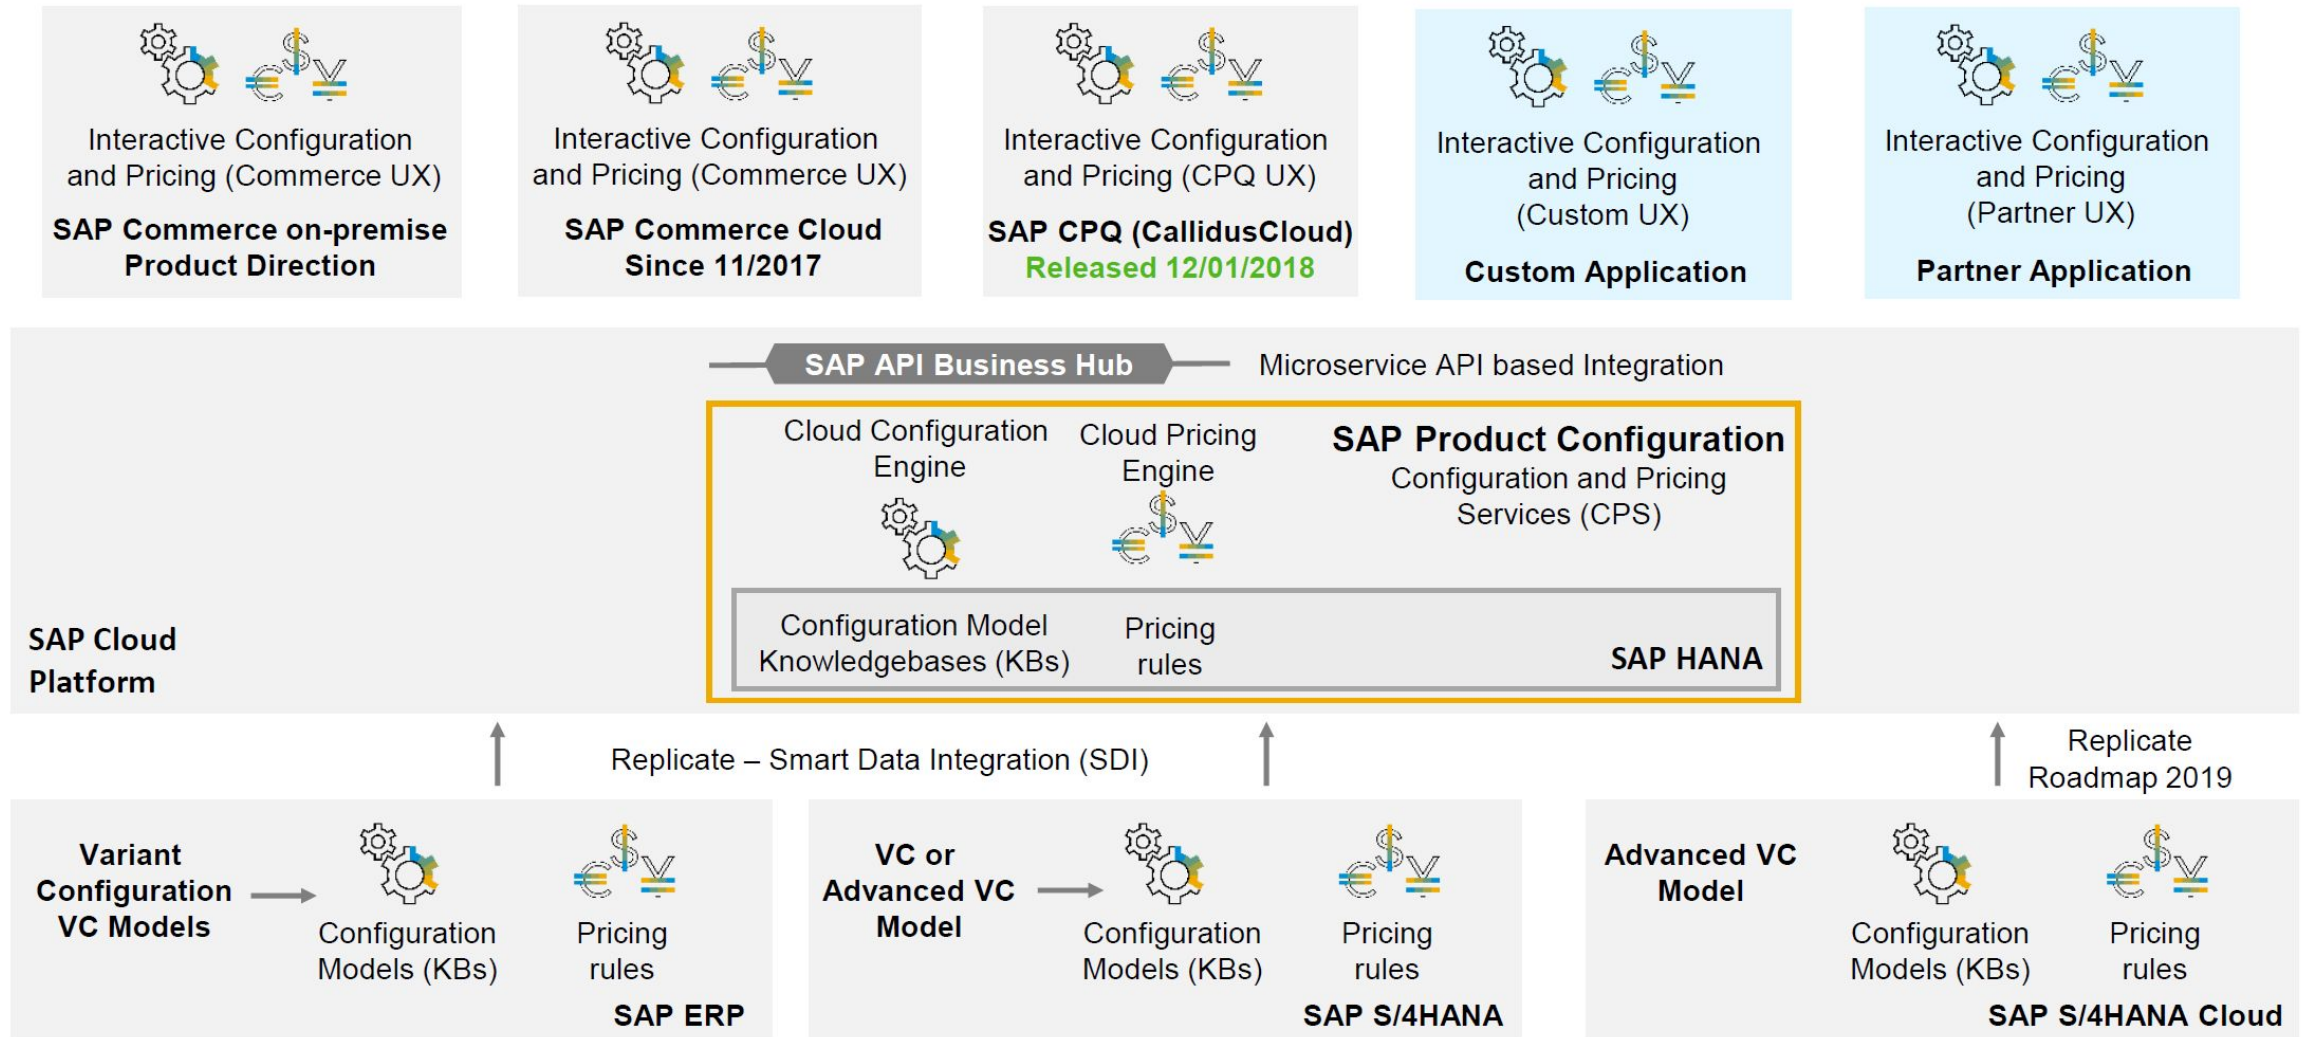 Interactive Configuration
and Pricing (Commerce UX)
SAP Commerce on-premise
Product Direction
Interactive Configuration
and Pricing (Commerce UX)
SAP Commerce Cloud
Since 11/2017
Interactive Configuration
and Pricing (CPQ UX)
SAP CPQ (CallidusCloud)
Released 12/01/2018
Interactive Configuration
and Pricing
(Custom UX)
Custom Application
Interactive Configuration
and Pricing
(Partner UX)
Partner Application
SAP API Business Hub
Microservice API based Integration
Cloud Configuration
Engine
Cloud Pricing
Engine
SAP Product Configuration
Configuration and Pricing
Services (CPS)
Configuration Model
Knowledgebases (KBs)
Pricing
rules
SAP HANA
SAP Cloud
Platform
Replicate – Smart Data Integration (SDI)
Replicate
Roadmap 2019
Variant
Configuration
VC Models
Configuration
Models (KBs)
Pricing
rules
SAP ERP
VC or
Advanced VC
Model
Configuration
Models (KBs)
Pricing
rules
SAP S/4HANA
Advanced VC
Model
Configuration
Models (KBs)
Pricing
rules
SAP S/4HANA Cloud